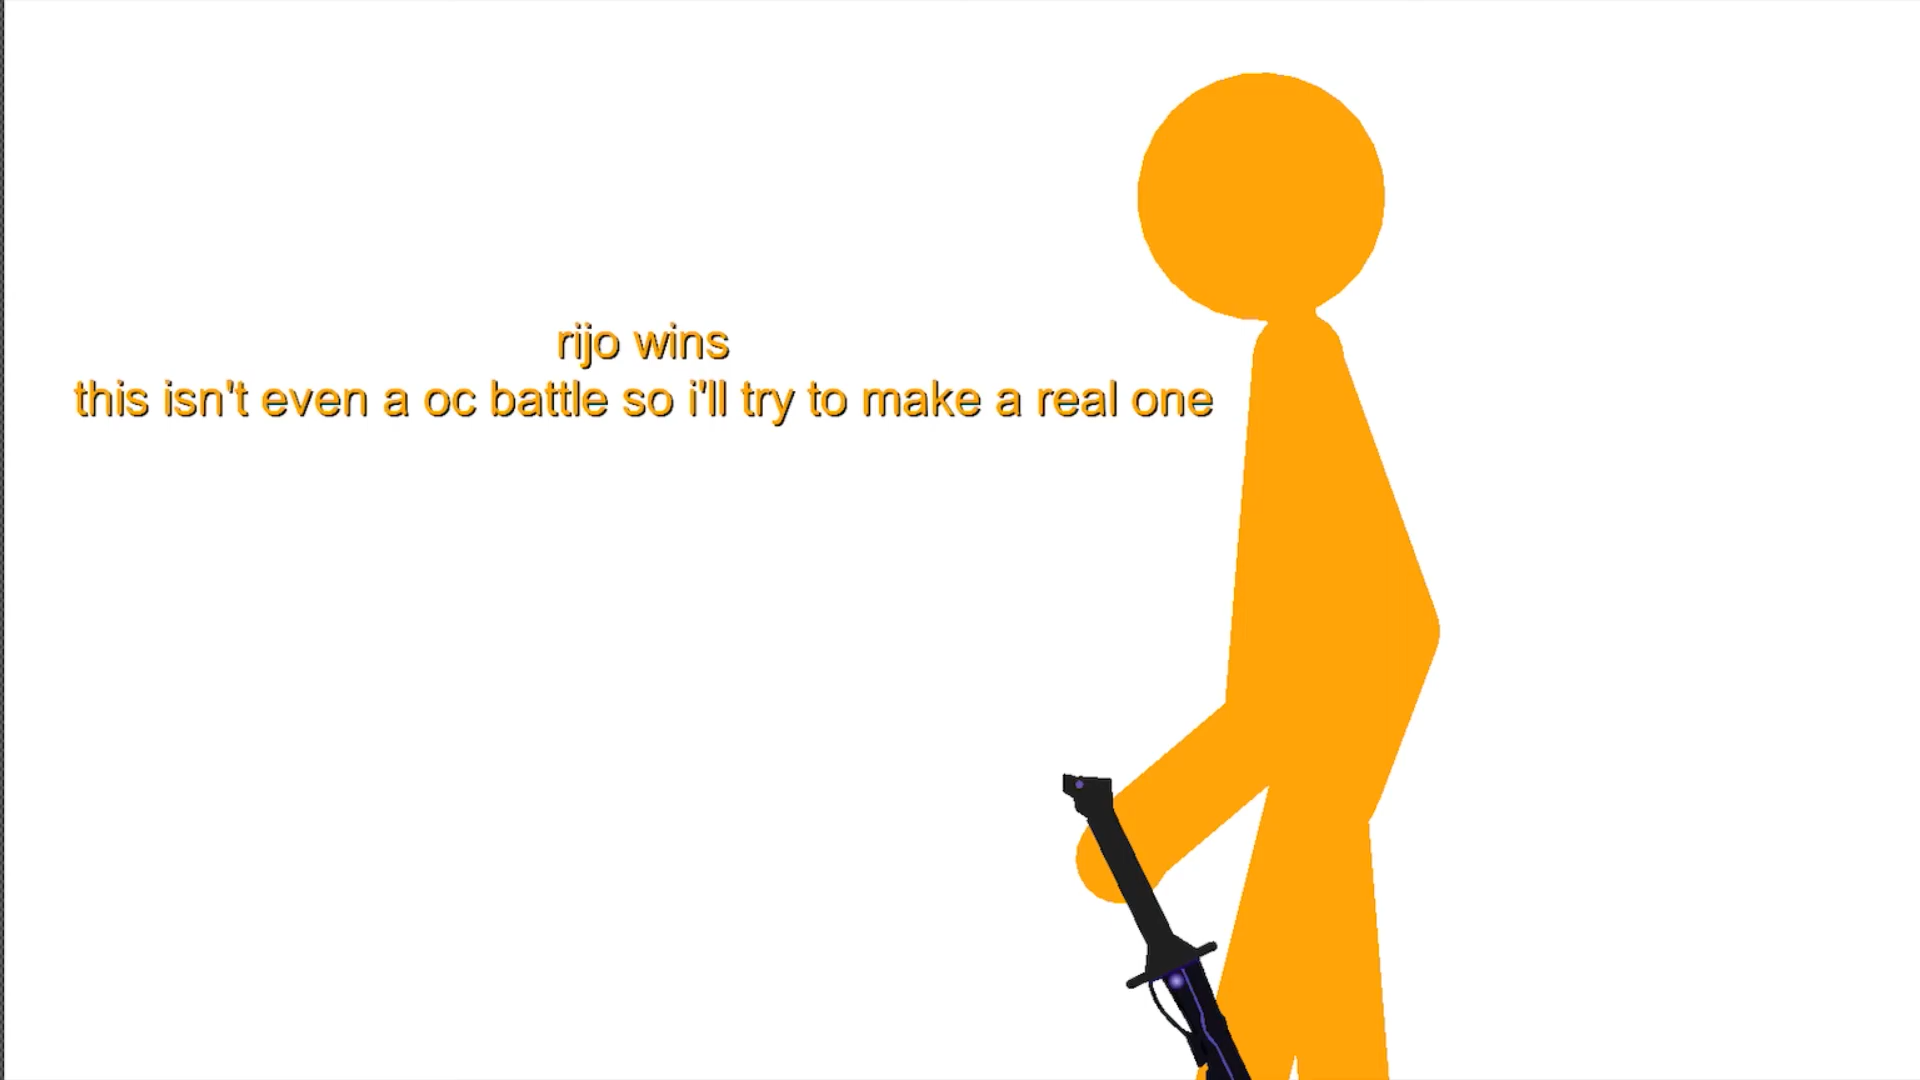 rijo wins
this isn't even a oc battle so i'll try to make a real one